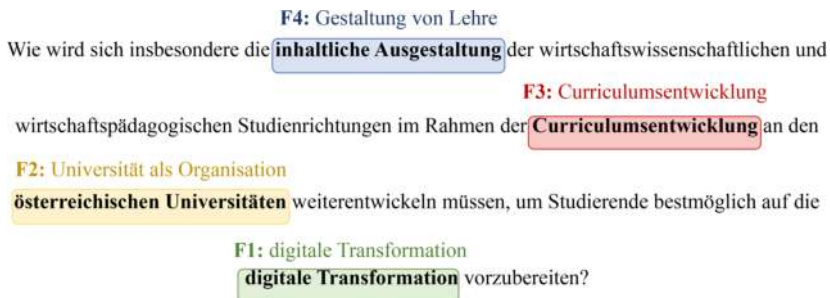 F4: Gestaltung von Lehre
Wie wird sich insbesondere die inhaltliche Ausgestaltung der wirtschaftswissenschaftlichen und
F3: Curriculumsentwicklung
wirtschaftspädagogischen Studienrichtungen im Rahmen der Curriculumsentwicklung an den
F2: Universität als Organisation
österreichischen Universitäten weiterentwickeln müssen, um Studierende bestmöglich auf die
F1: digitale Transformation
digitale Transformation vorzubereiten?